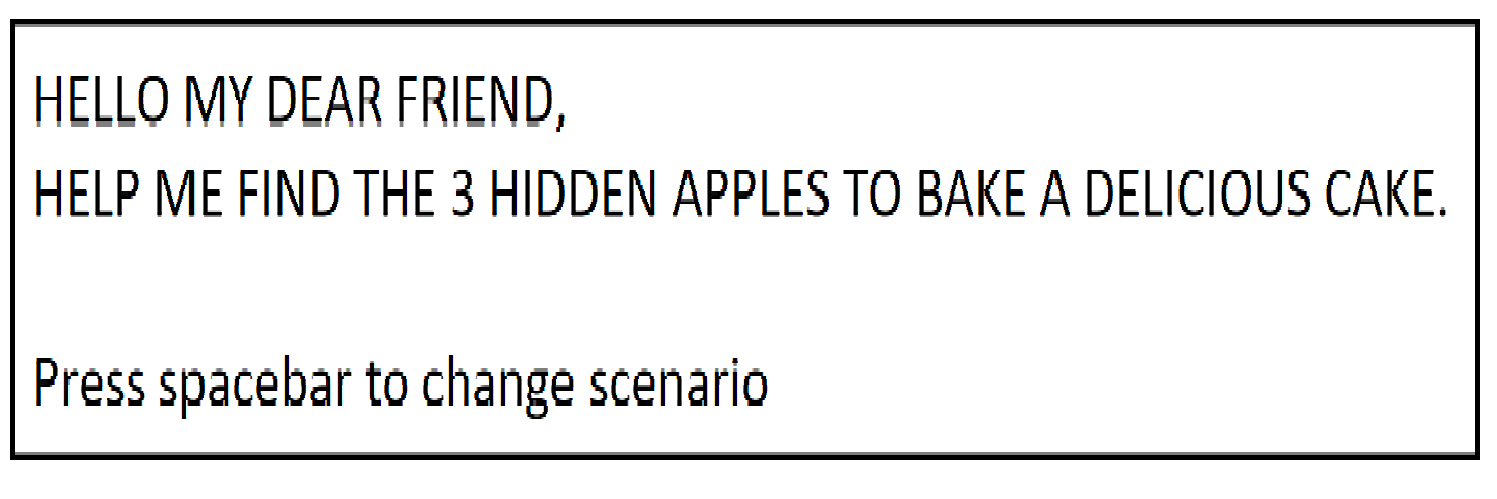 HELLO MY DEAR FRIEND,
HELP ME FIND THE 3 HIDDEN APPLES TO BAKE A DELICIOUS CAKE.
Press spacebar to change scenario